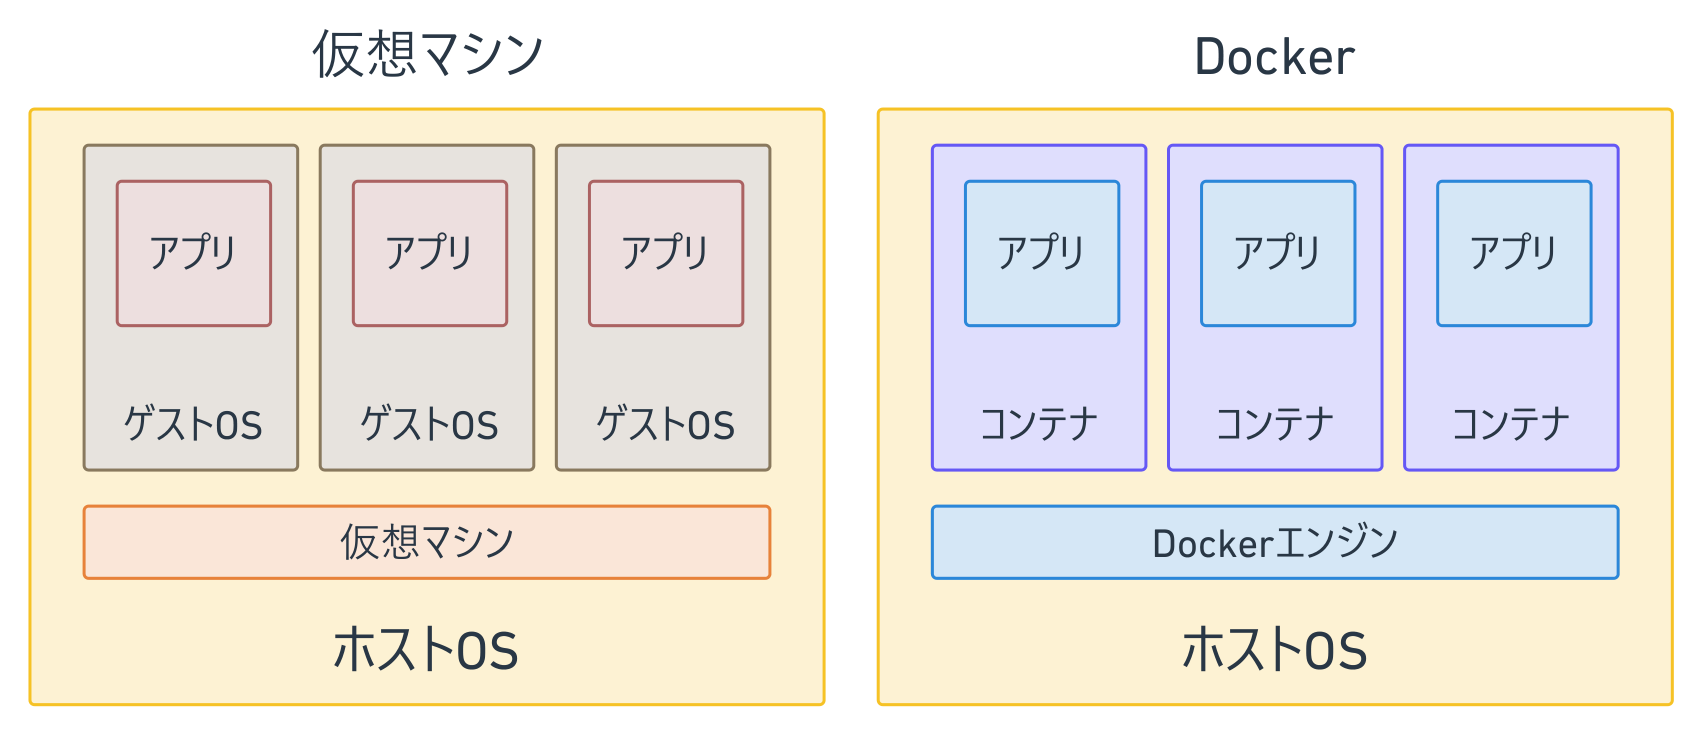 仮想マシン
アプリ
アプリ
アプリ
ゲストOS
ゲストOS
ゲストOS
仮想マシン
ホストOS
Docker
アプリ
アプリ
アプリ
コンテナ
コンテナ
コンテナ
Dockerエンジン
ホストOS